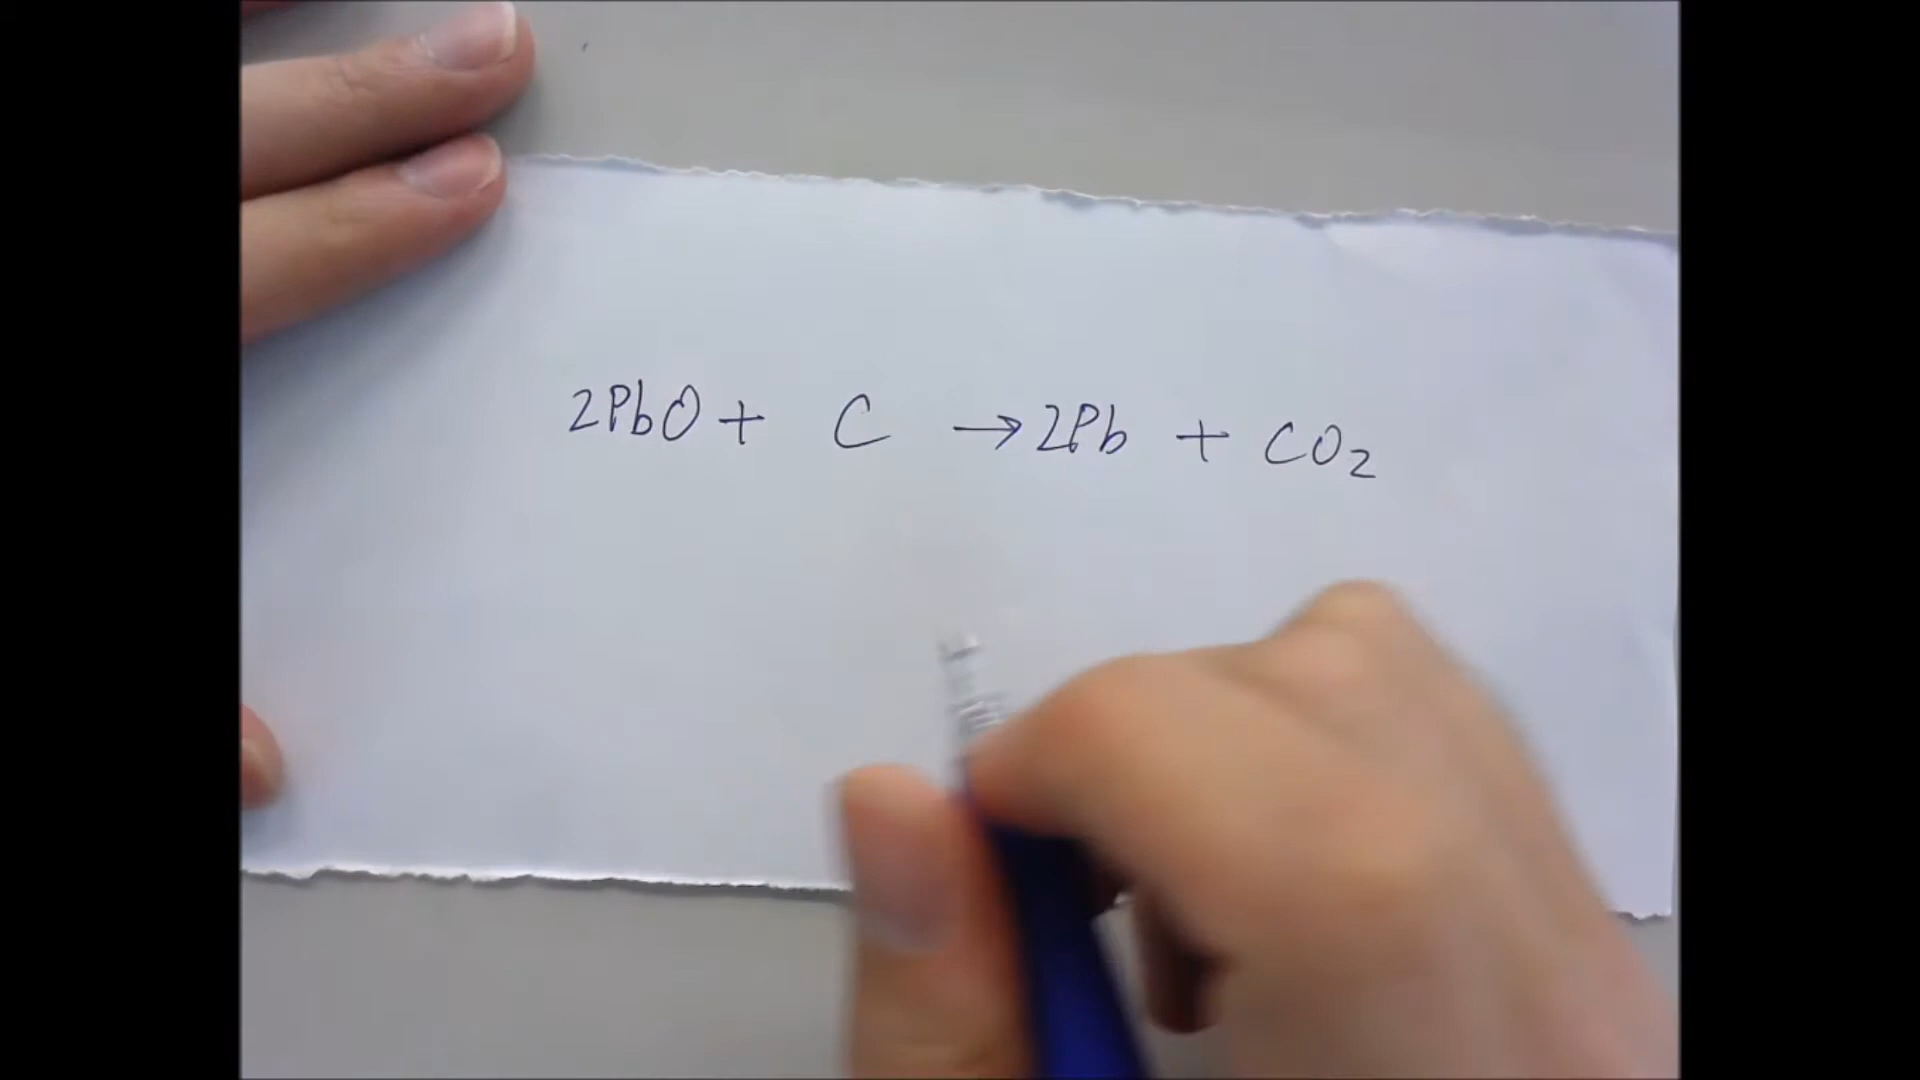 2PbO + C → 2Pb + CO₂